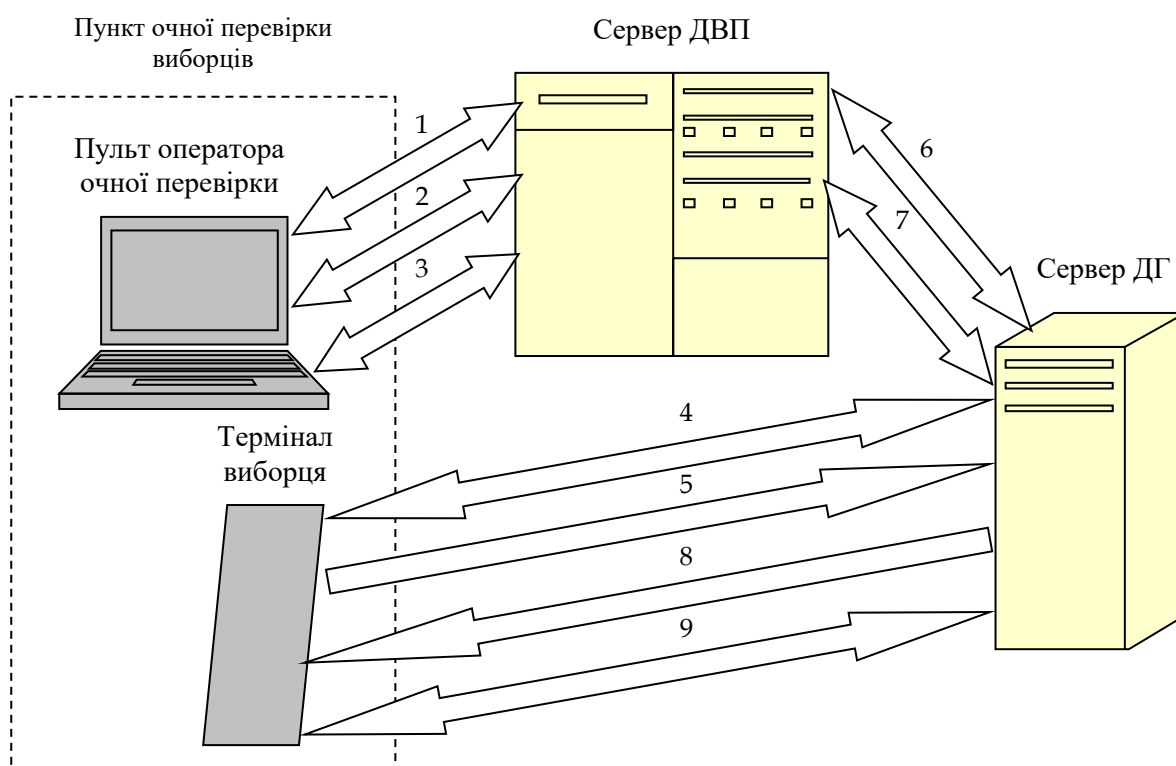 Пункт очної перевірки
виборців
Сервер ДВП
Пульт оператора
очної перевірки
1
2
3
6
7
Сервер ДГ
Термінал
виборця
4
5
8
9